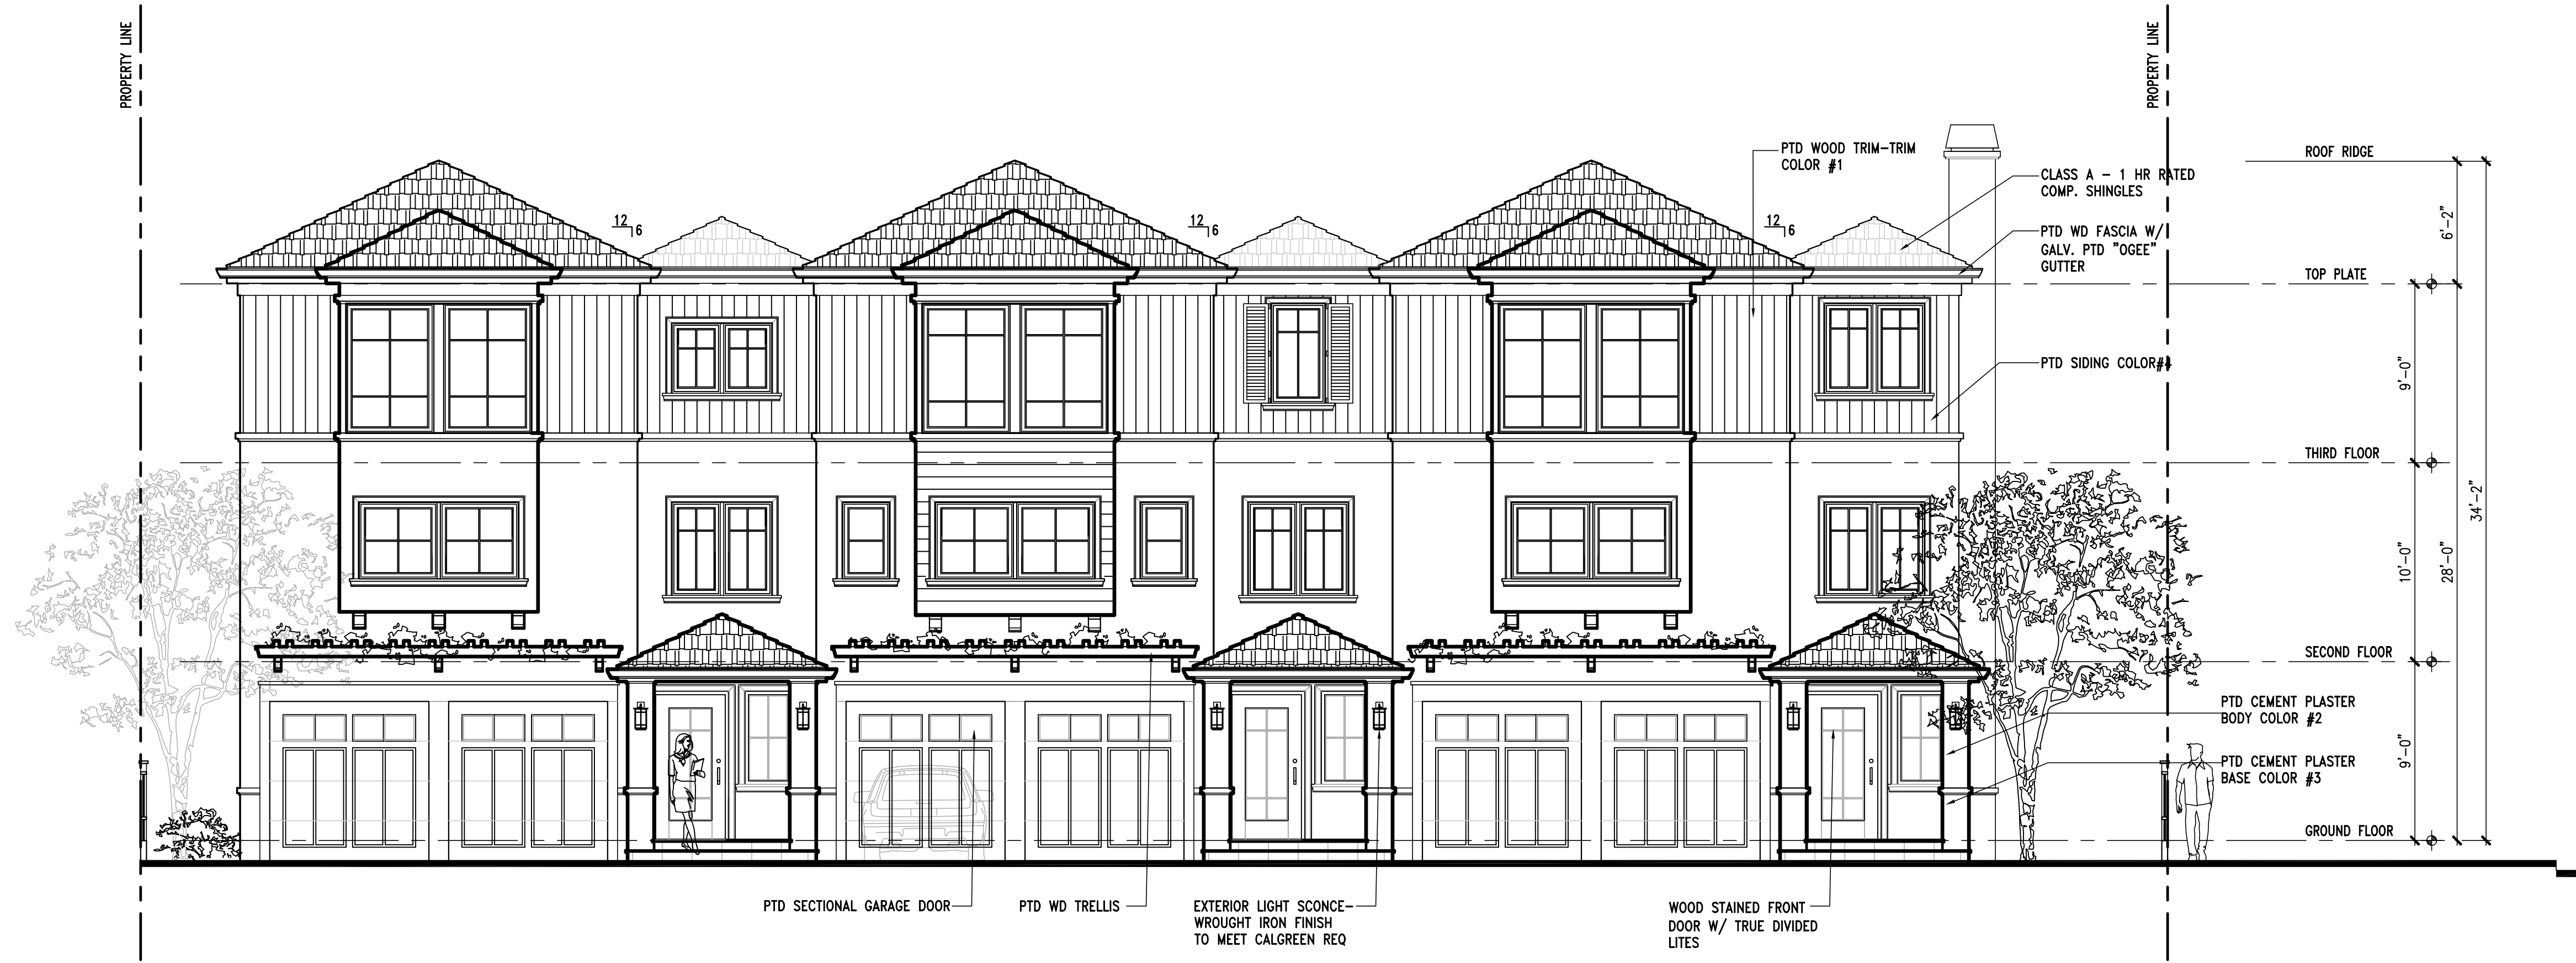 PROPERTY LINE
PROPERTY LINE
ROOF RIDGE
PTD WOOD TRIM-TRIM
COLOR #1
CLASS A - 1 HR RATED
COMP. SHINGLES
12
6
12
6
12
6
PTD WD FASCIA W/
GALV. PTD "OGEE"
GUTTER
6'-2"
TOP PLATE
PTD SIDING COLOR#4
9'-0"
THIRD FLOOR
34'-2"
10'-0"
28'-0"
SECOND FLOOR
PTD CEMENT PLASTER
BODY COLOR #2
PTD CEMENT PLASTER
BASE COLOR #3
9'-0"
GROUND FLOOR
PTD SECTIONAL GARAGE DOOR
PTD WD TRELLIS
EXTERIOR LIGHT SCONCE-
WROUGHT IRON FINISH
TO MEET CALGREEN REQ
WOOD STAINED FRONT
DOOR W/ TRUE DIVIDED
LITES